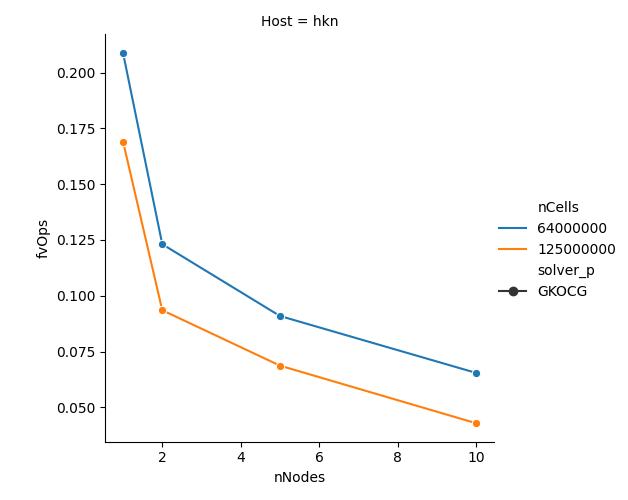 Host = hkn
0.200
0.175
0.150
0.125
0.100
0.075
0.050
fvOps
2
4
6
8
10
nNodes
nCells
64000000
125000000
solver_p
GKOCG